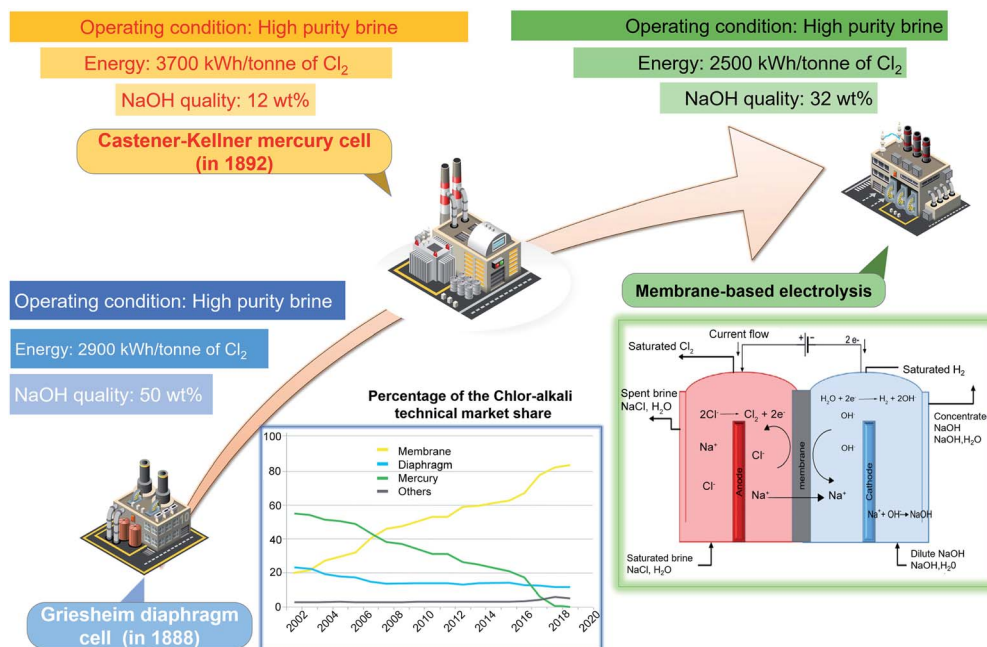 Operating condition: High purity brine
Energy: 3700 kWh/tonne of Cl₂
NaOH quality: 12 wt%
Castener-Kellner mercury cell
(in 1892)
Operating condition: High purity brine
Energy: 2500 kWh/tonne of Cl₂
NaOH quality: 32 wt%
Membrane-based electrolysis
Operating condition: High purity brine
Energy: 2900 kWh/tonne of Cl₂
NaOH quality: 50 wt%
Griesheim diaphragm
cell (in 1888)
Percentage of the Chlor-alkali
technical market share
100
80
60
40
20
0
Membrane
Diaphragm
Mercury
Others
2002
2004
2006
2008
2010
2012
2014
2016
2018
2020
Current flow
+
−
2 e-
Saturated Cl₂
Saturated H₂
Spent brine
NaCl, H₂O
2Cl⁻ → Cl₂ + 2e⁻
Na⁺
Cl⁻
Cl⁻
Na⁺
Anode
membrane
H₂O + 2e⁻ → H₂ + 2OH⁻
OH⁻
OH⁻
Na⁺
Cathode
Na⁺+ OH⁻→NaOH
Concentrate
NaOH
NaOH,H₂O
Saturated brine
NaCl, H₂O
Dilute NaOH
NaOH,H₂0